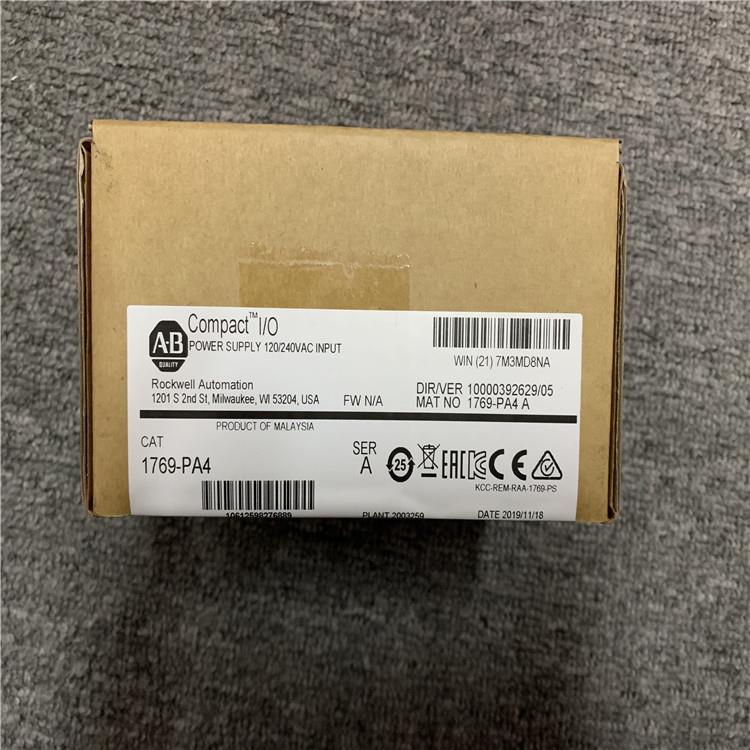 A-B
QUALITY
Compact™ I/O
POWER SUPPLY 120/240VAC INPUT
WIN (21) 7M3MD8NA
Rockwell Automation
1201 S 2nd St, Milwaukee, WI 53204, USA
FW N/A
DIR/VER 10000392629/05
MAT NO 1769-PA4 A
PRODUCT OF MALAYSIA
CAT
1769-PA4
SER
A
25
EAC
CE
KCC-REM-RAA-1769-PS
10612598276889
PLANT 2003259
DATE 2019/11/18